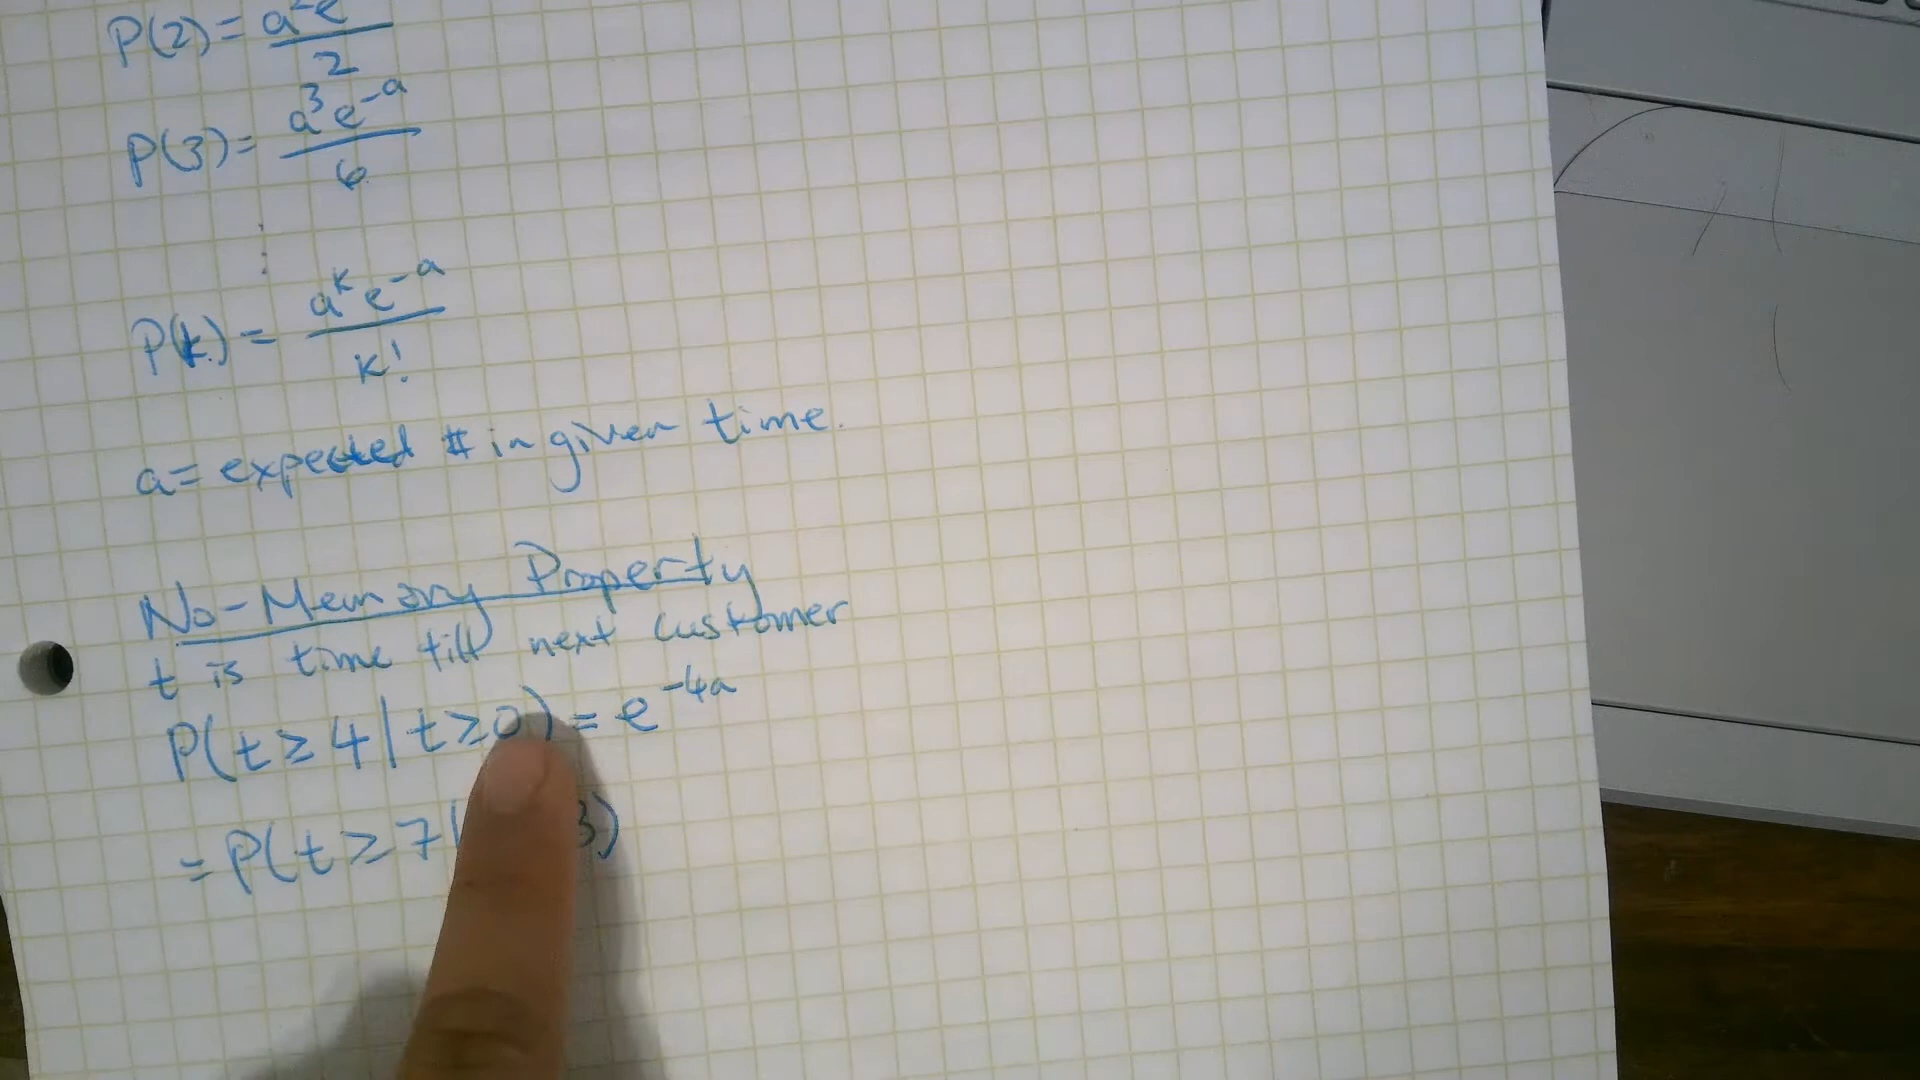 P(2) = a²e
2
P(3) = a³e⁻ᵃ
6
⋮
P(k) = aᵏe⁻ᵃ
k!
a = expected # in given time.
No-Memory Property
t is time till next customer
P(t ≥ 4 | t ≥ 0) = e⁻⁴ᵃ
= P(t ≥ 7 | 3)